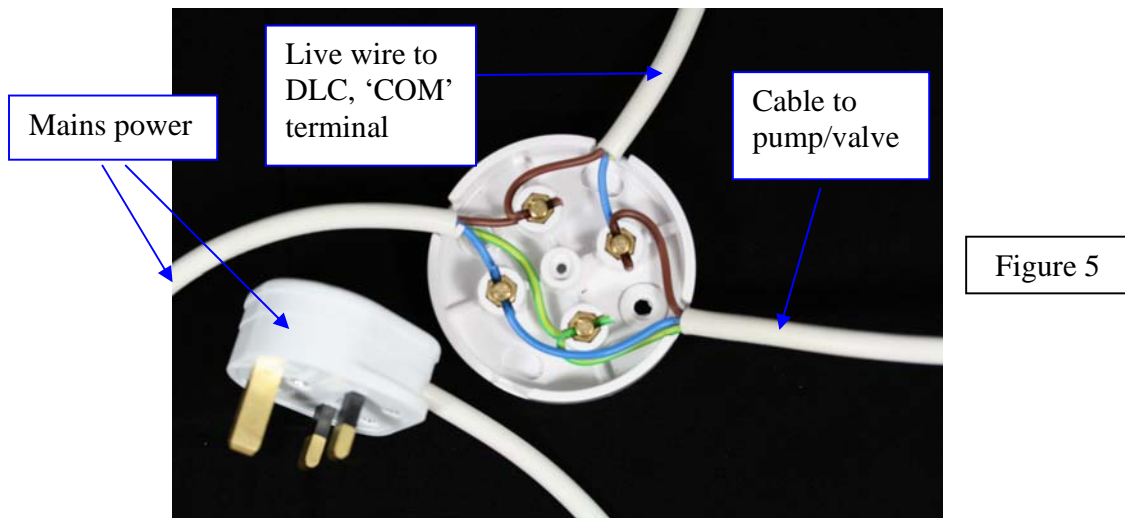 Mains power
Live wire to
DLC, ‘COM’
terminal
Cable to
pump/valve
Figure 5